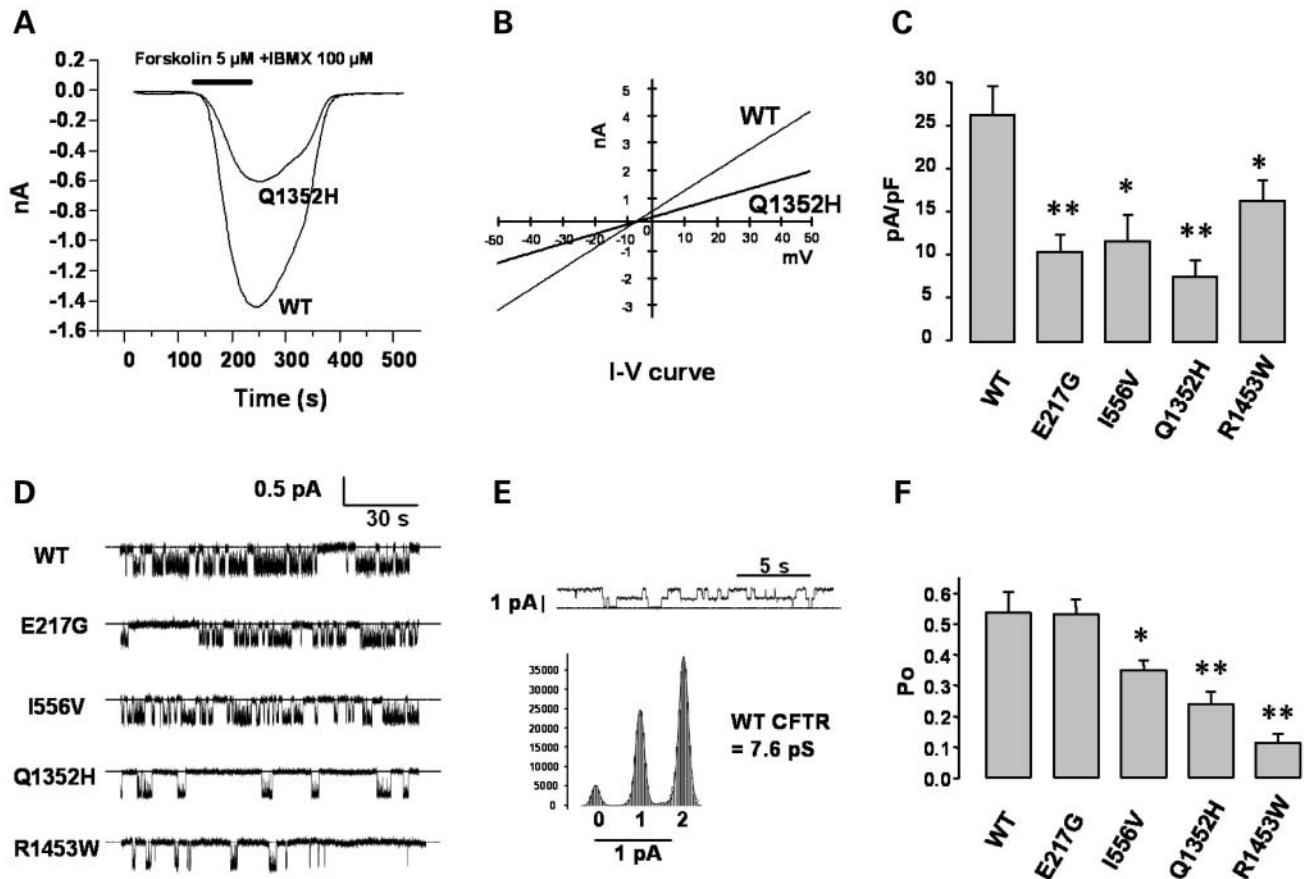 A
Forskolin 5 µM +IBMX 100 µM
0.2
0.0
-0.2
-0.4
-0.6
-0.8
-1.0
-1.2
-1.4
-1.6
nA
Q1352H
WT
0 100 200 300 400 500
Time (s)
B
5
4
3
2
1
0
-1
-2
-3
nA
WT
Q1352H
-50 -40 -30 -20 -10 10 20 30 40 50
mV
I-V curve
C
30
25
20
15
10
5
0
pA/pF
** * ** *
WT E217G I556V Q1352H R1453W
D
0.5 pA
30 s
WT
E217G
I556V
Q1352H
R1453W
E
5 s
1 pA
35000
30000
25000
20000
15000
10000
5000
0
WT CFTR
= 7.6 pS
0 1 2
1 pA
F
0.6
0.5
0.4
0.3
0.2
0.1
0.0
Po
* ** **
WT E217G I556V Q1352H R1453W